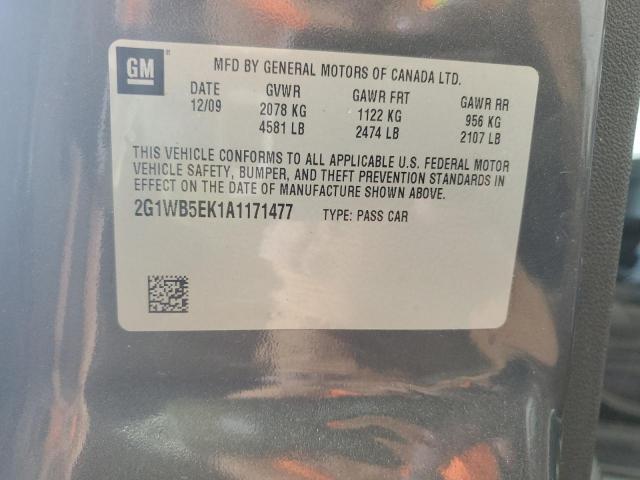 GM
MFD BY GENERAL MOTORS OF CANADA LTD.
DATE GVWR GAWR FRT GAWR RR
12/09 2078 KG 1122 KG 956 KG
4581 LB 2474 LB 2107 LB
THIS VEHICLE CONFORMS TO ALL APPLICABLE U.S. FEDERAL MOTOR
VEHICLE SAFETY, BUMPER, AND THEFT PREVENTION STANDARDS IN
EFFECT ON THE DATE OF MANUFACTURE SHOWN ABOVE.
2G1WB5EK1A1171477 TYPE: PASS CAR